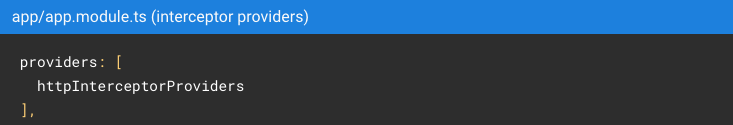 app/app.module.ts (interceptor providers)
providers: [
  httpInterceptorProviders
],